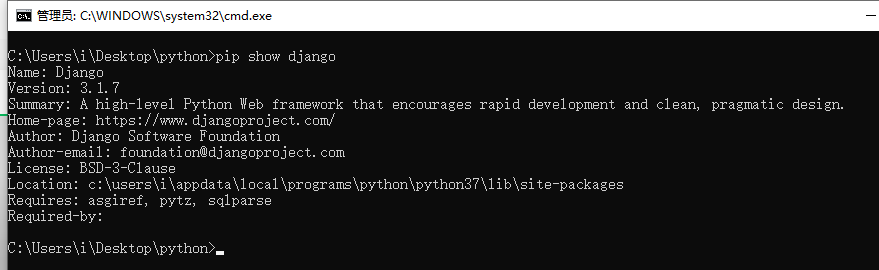 管理员: C:\WINDOWS\system32\cmd.exe
C:\Users\i\Desktop\python>pip show django
Name: Django
Version: 3.1.7
Summary: A high-level Python Web framework that encourages rapid development and clean, pragmatic design.
Home-page: https://www.djangoproject.com/
Author: Django Software Foundation
Author-email: foundation@djangoproject.com
License: BSD-3-Clause
Location: c:\users\i\appdata\local\programs\python\python37\lib\site-packages
Requires: asgiref, pytz, sqlparse
Required-by:
C:\Users\i\Desktop\python>